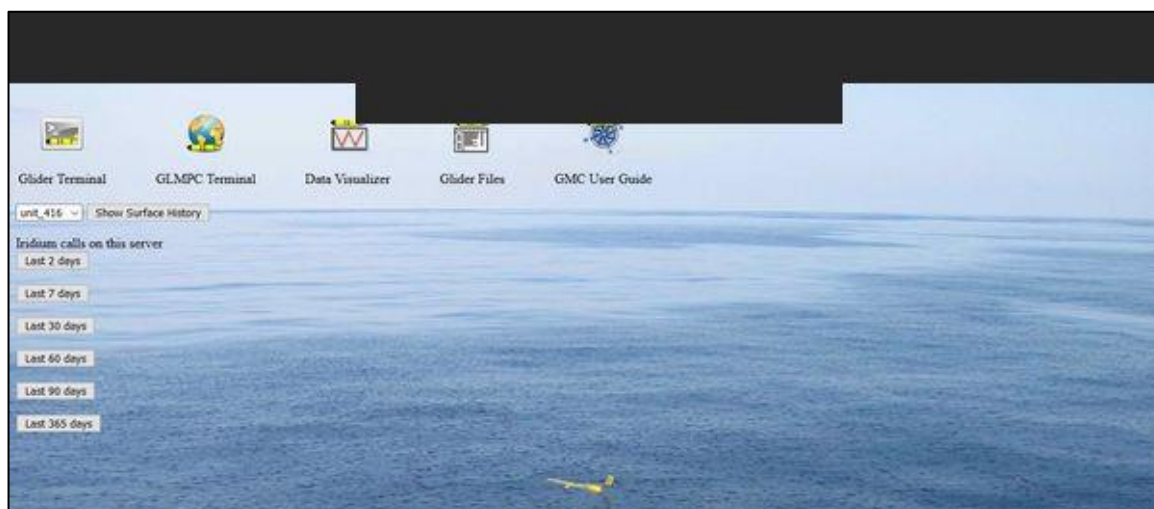 Glider Terminal GLMPC Terminal Data Visualizer Glider Files GMC User Guide
unit_416 Show Surface History
Iridium calls on this server
Last 2 days
Last 7 days
Last 30 days
Last 60 days
Last 90 days
Last 365 days